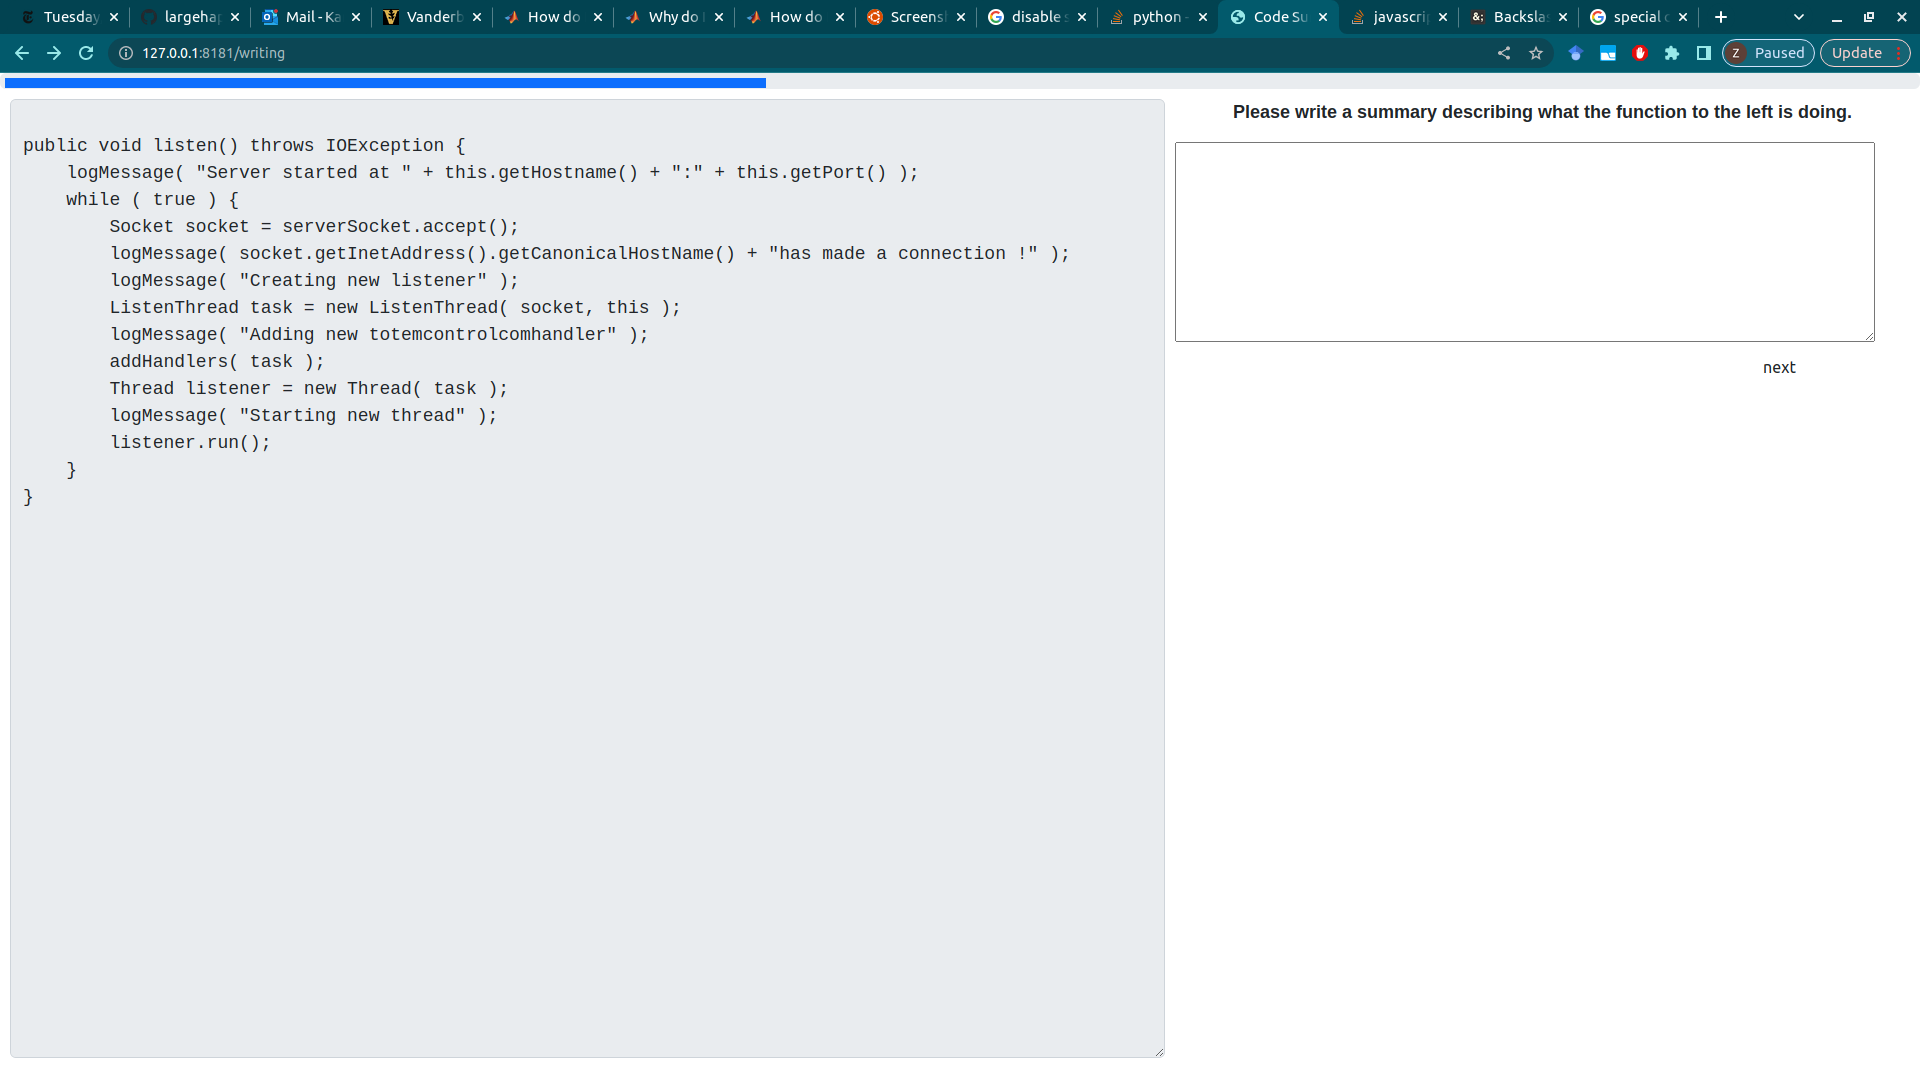 Tuesday largehap Mail - Ka Vanderb How do Why do How do Screens disable s python - Code Su javascri Backsla special c
127.0.0.1:8181/writing Z Paused Update
Please write a summary describing what the function to the left is doing.
public void listen() throws IOException {
logMessage( "Server started at " + this.getHostname() + ":" + this.getPort() );
while ( true ) {
Socket socket = serverSocket.accept();
logMessage( socket.getInetAddress().getCanonicalHostName() + "has made a connection !" );
logMessage( "Creating new listener" );
ListenThread task = new ListenThread( socket, this );
logMessage( "Adding new totemcontrolcomhandler" );
addHandlers( task );
Thread listener = new Thread( task );
logMessage( "Starting new thread" );
listener.run();
}
}
next